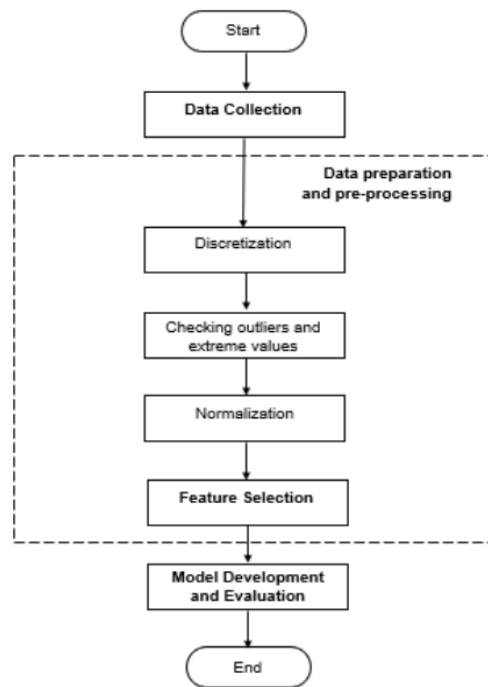 Start
Data Collection
Data preparation
and pre-processing
Discretization
Checking outliers and
extreme values
Normalization
Feature Selection
Model Development
and Evaluation
End